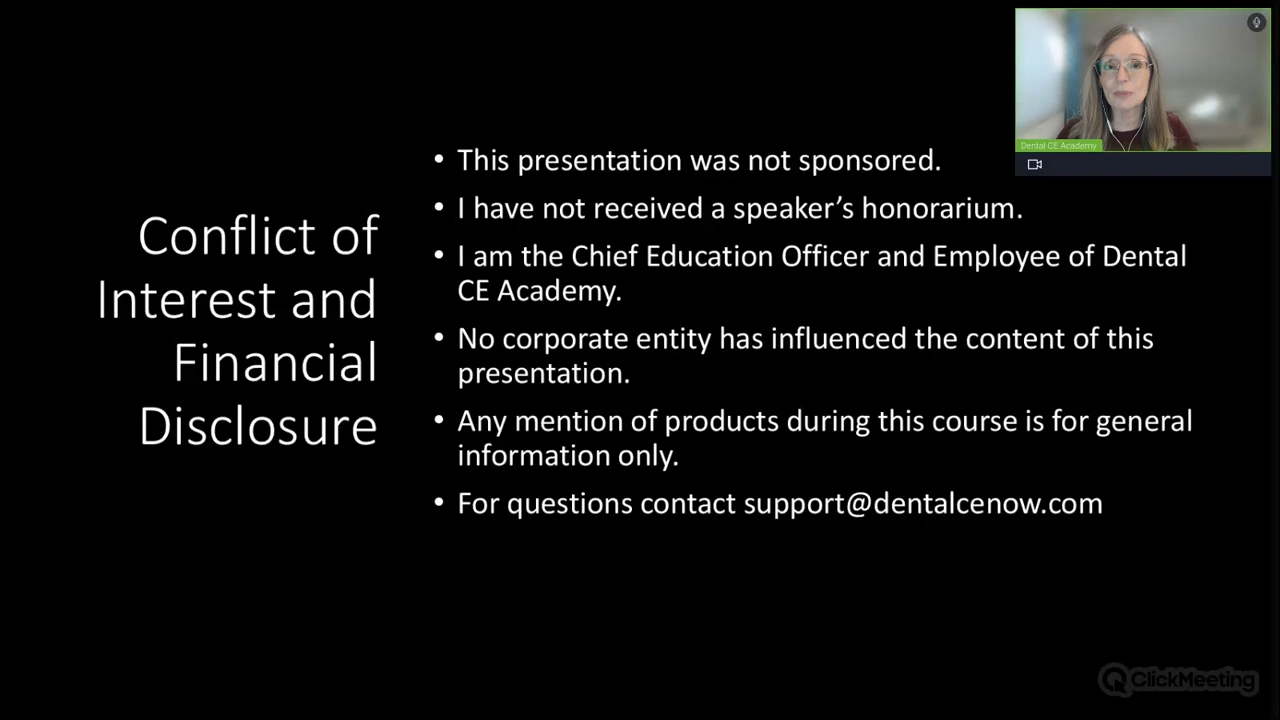 Conflict of
Interest and
Financial
Disclosure
• This presentation was not sponsored.
• I have not received a speaker’s honorarium.
• I am the Chief Education Officer and Employee of Dental
CE Academy.
• No corporate entity has influenced the content of this
presentation.
• Any mention of products during this course is for general
information only.
• For questions contact support@dentalcenow.com
Dental CE Academy
ClickMeeting